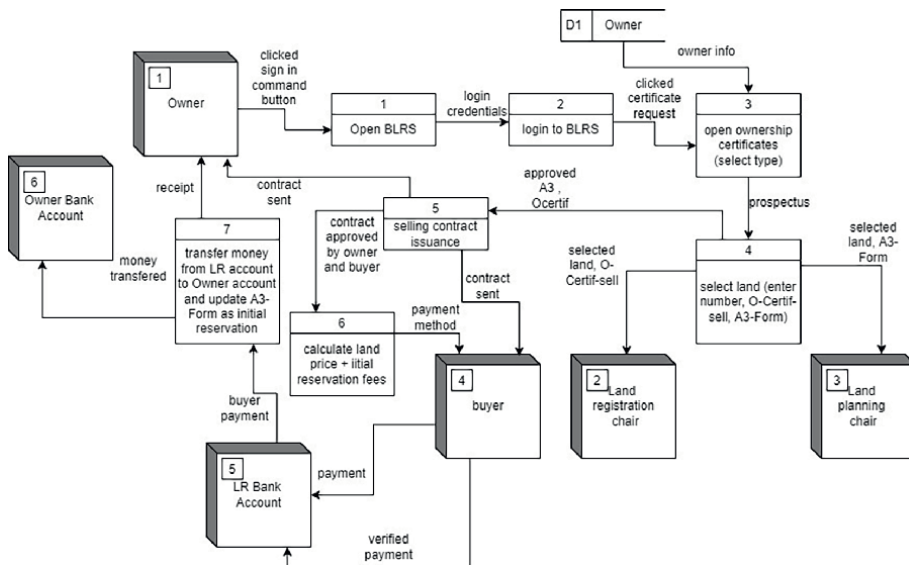 D1 Owner
owner info
1
Owner
clicked
sign in
command
button
1
Open BLRS
login
credentials
2
login to BLRS
clicked
certificate
request
3
open ownership
certificates
(select type)
6
Owner Bank
Account
receipt
contract
sent
approved
A3 ,
Ocertif
prospectus
5
selling contract
issuance
7
transfer money
from LR account
to Owner account
and update A3-
Form as initial
reservation
money
transferred
contract
approved
by owner
and buyer
contract
sent
selected
land, O-
Certif-sell
4
select land (enter
number, O-Certif-
sell, A3-Form)
selected
land, A3-
Form
6
calculate land
price + iitial
reservation fees
payment
method
4
buyer
2
Land
registration
chair
3
Land
planning
chair
buyer
payment
5
LR Bank
Account
payment
verified
payment